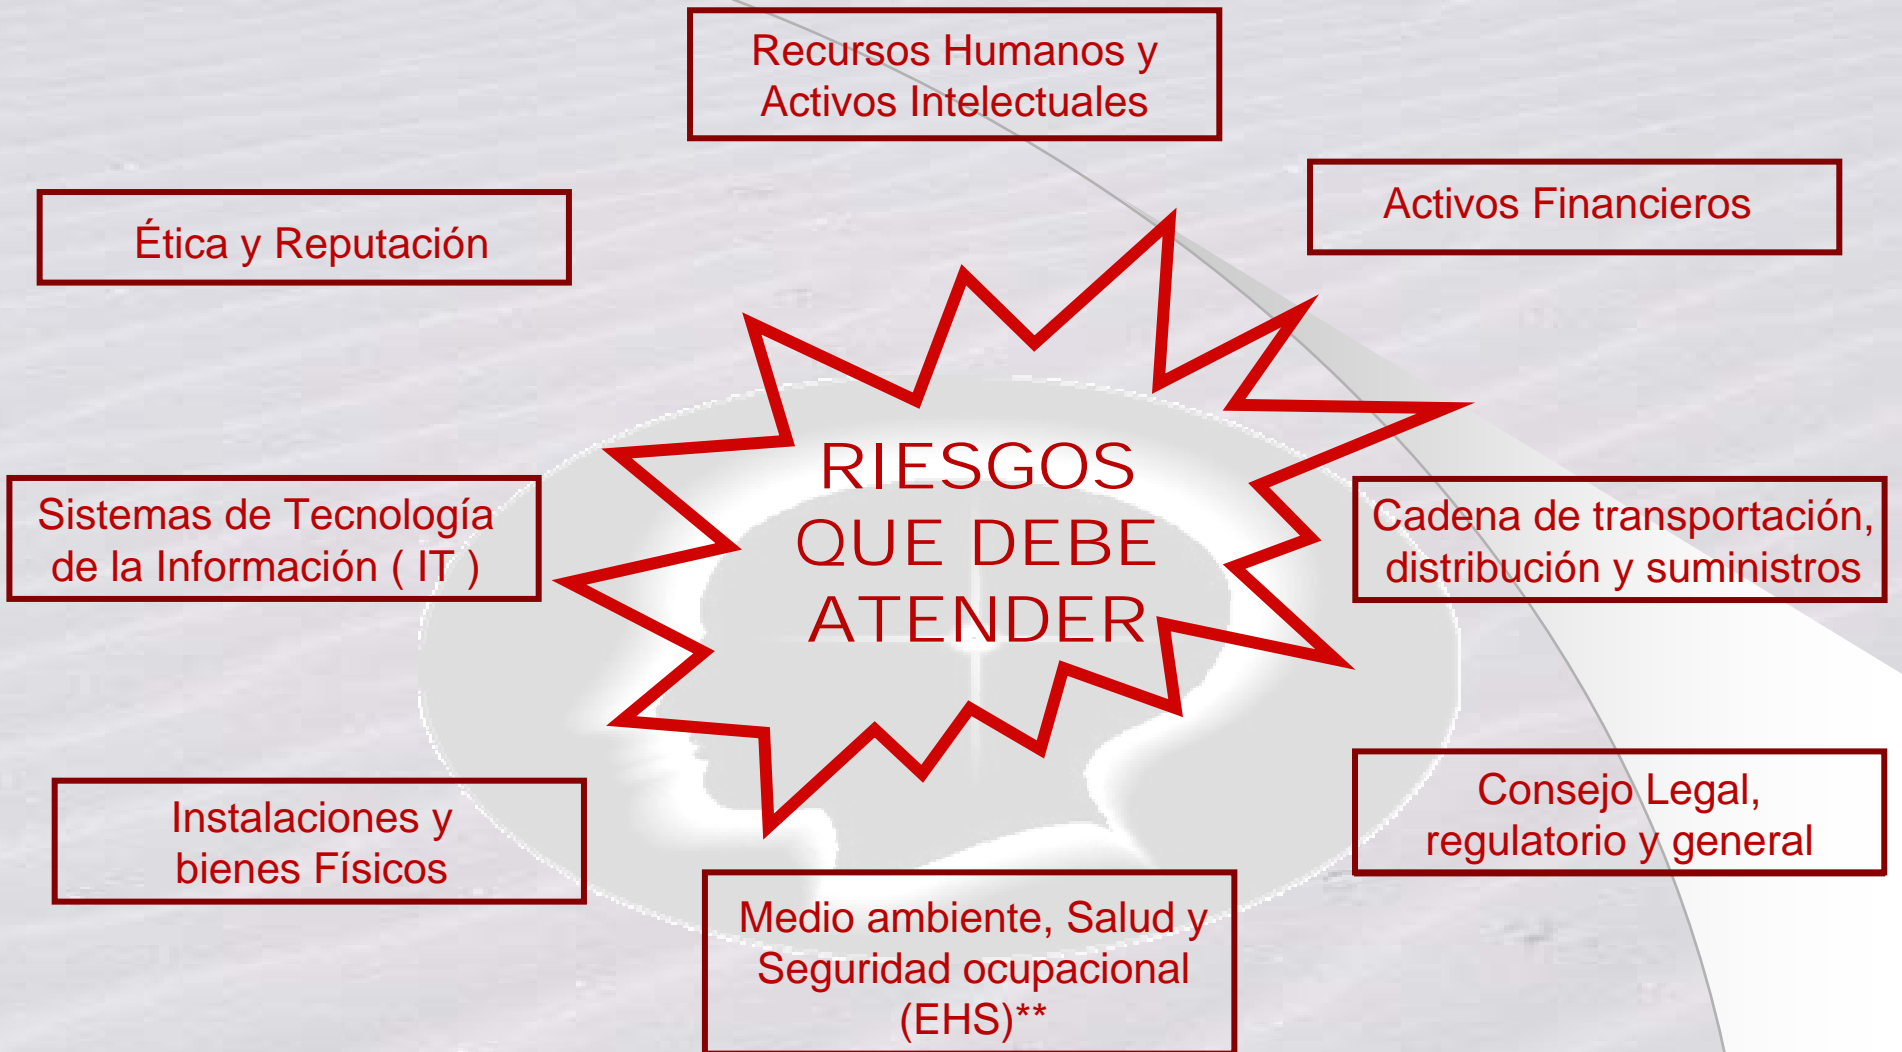 Recursos Humanos y
Activos Intelectuales
Activos Financieros
Ética y Reputación
RIESGOS
QUE DEBE
ATENDER
Sistemas de Tecnología
de la Información ( IT )
Cadena de transportación,
distribución y suministros
Instalaciones y
bienes Físicos
Consejo Legal,
regulatorio y general
Medio ambiente, Salud y
Seguridad ocupacional
(EHS)**